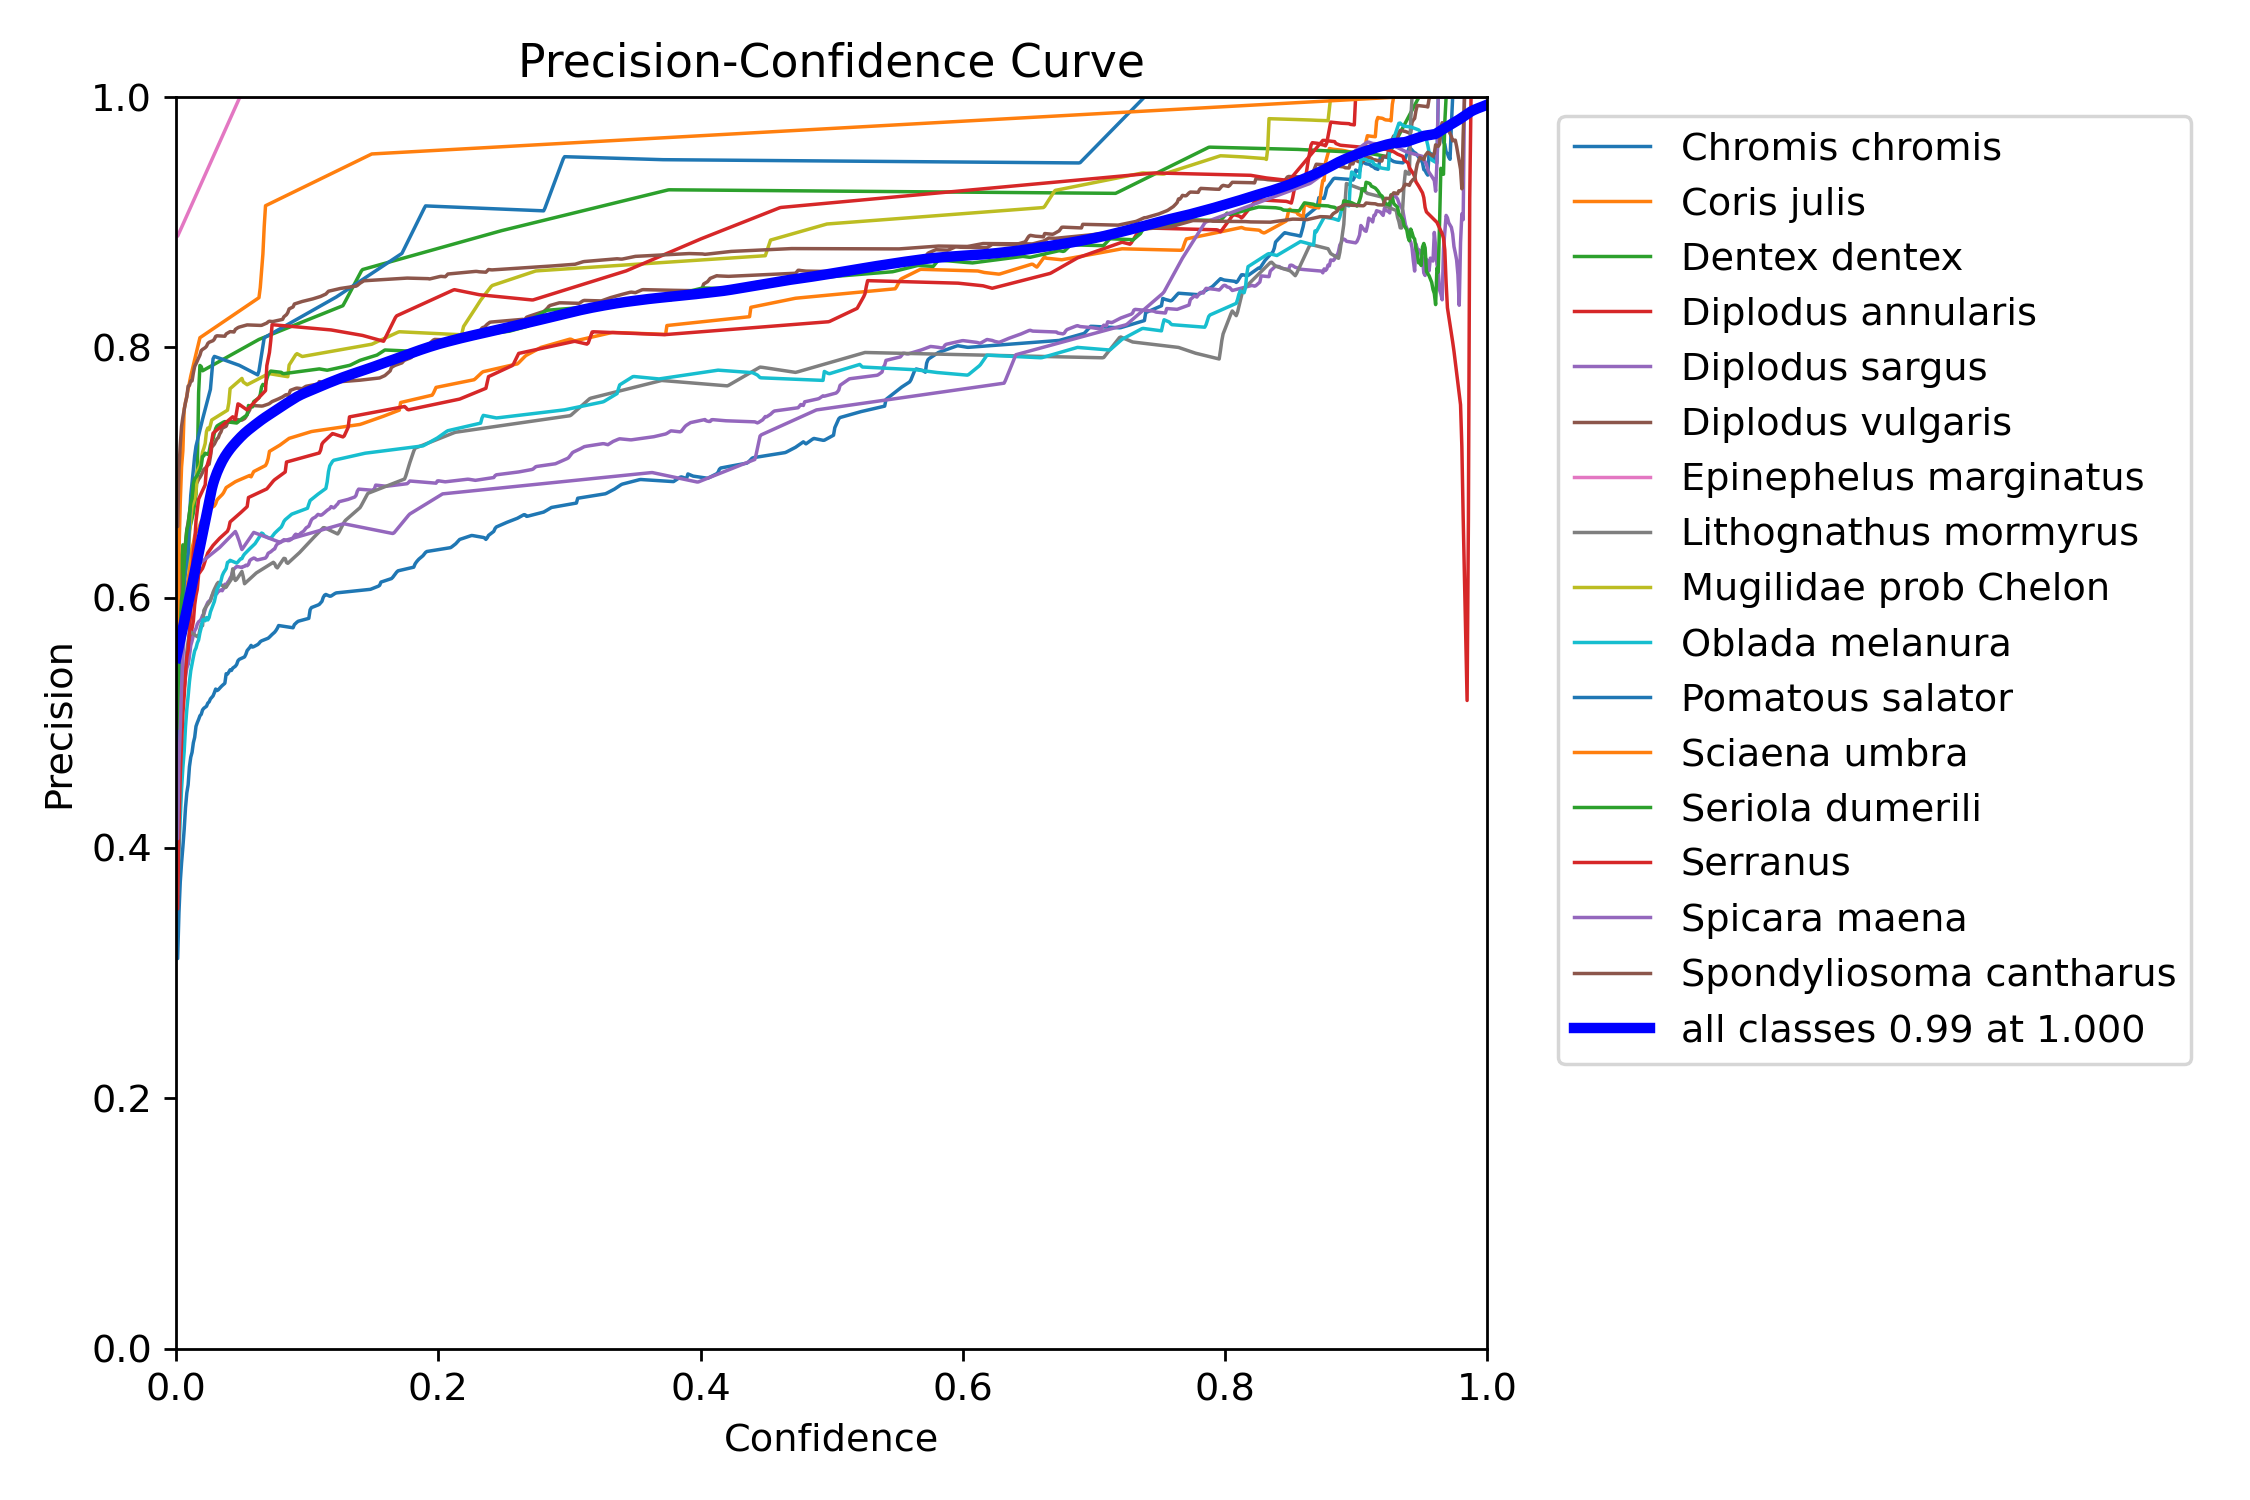 Precision-Confidence Curve
1.0
0.8
0.6
0.4
0.2
0.0
Precision
0.0 0.2 0.4 0.6 0.8 1.0
Confidence
Chromis chromis
Coris julis
Dentex dentex
Diplodus annularis
Diplodus sargus
Diplodus vulgaris
Epinephelus marginatus
Lithognathus mormyrus
Mugilidae prob Chelon
Oblada melanura
Pomatous salator
Sciaena umbra
Seriola dumerili
Serranus
Spicara maena
Spondyliosoma cantharus
all classes 0.99 at 1.000